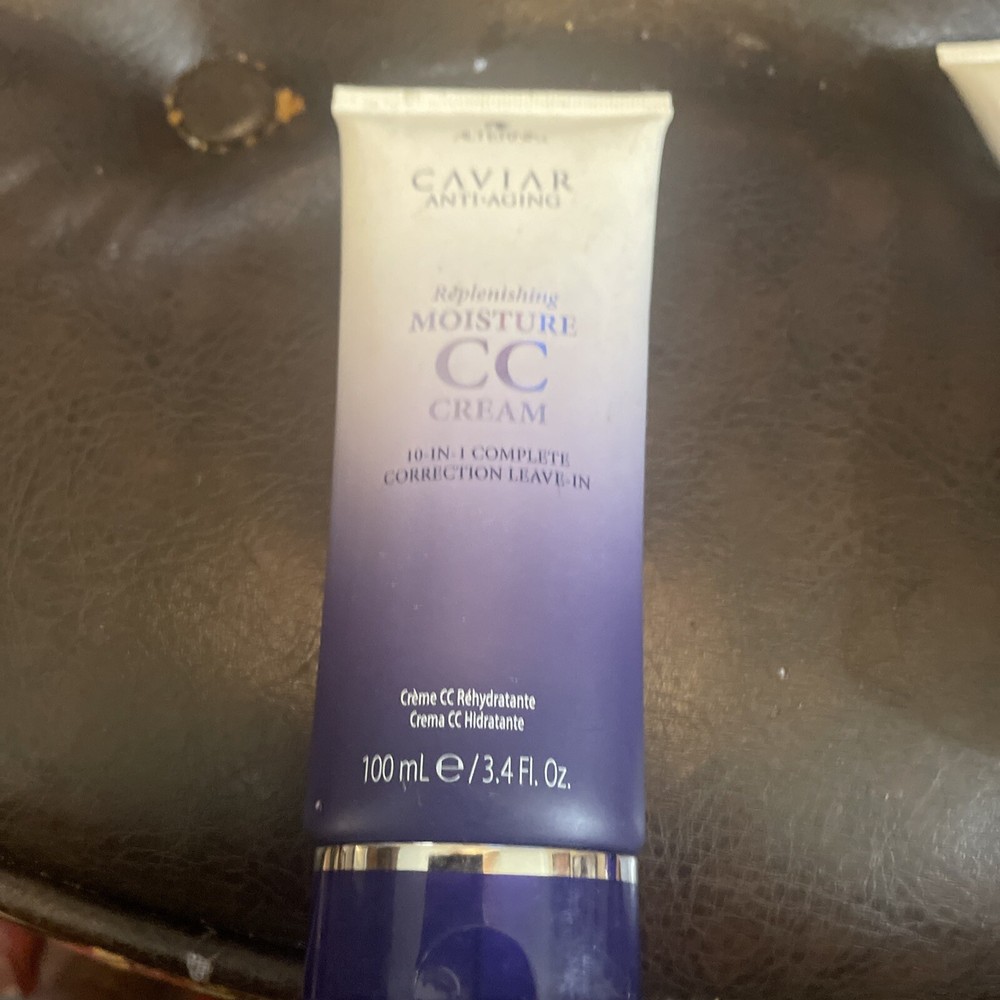 ALTERNA
CAVIAR
ANTI-AGING
Replenishing
MOISTURE
CC
CREAM
10-IN-1 COMPLETE
CORRECTION LEAVE-IN
Crème CC Réhydratante
Crema CC Hidratante
100 mL ℮ / 3.4 Fl. Oz.